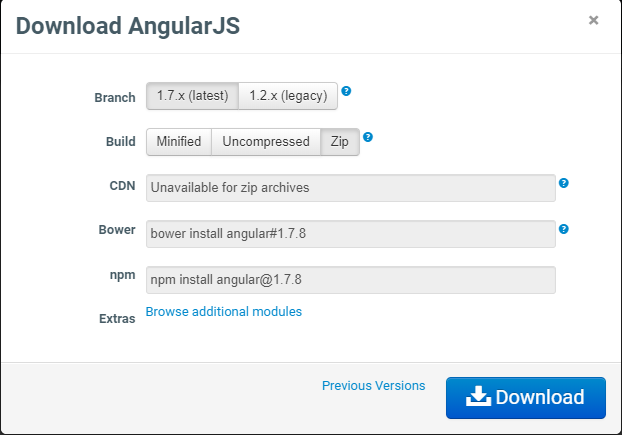 Download AngularJS
×
Branch 1.7.x (latest) 1.2.x (legacy) ?
Build Minified Uncompressed Zip ?
CDN Unavailable for zip archives ?
Bower bower install angular#1.7.8 ?
npm npm install angular@1.7.8
Extras Browse additional modules
Previous Versions Download